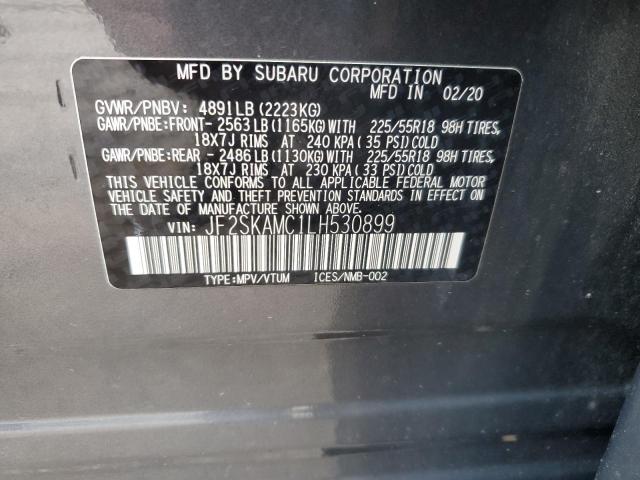 MFD BY SUBARU CORPORATION
MFD IN 02/20
GVWR/PNBV: 4891LB(2223KG)
GAWR/PNBE:FRONT- 2563LB(1165KG)WITH 225/55R18 98H TIRES,
18X7J RIMS AT 240 KPA(35 PSI)COLD
GAWR/PNBE:REAR - 2486LB(1130KG)WITH 225/55R18 98H TIRES,
18X7J RIMS AT 230 KPA(33 PSI)COLD
THIS VEHICLE CONFORMS TO ALL APPLICABLE FEDERAL MOTOR
VEHICLE SAFETY AND THEFT PREVENTION STANDARDS IN EFFECT ON
THE DATE OF MANUFACTURE SHOWN ABOVE.
VIN: JF2SKAMC1LH530899
TYPE:MPV/VTUM ICES/NMB-002